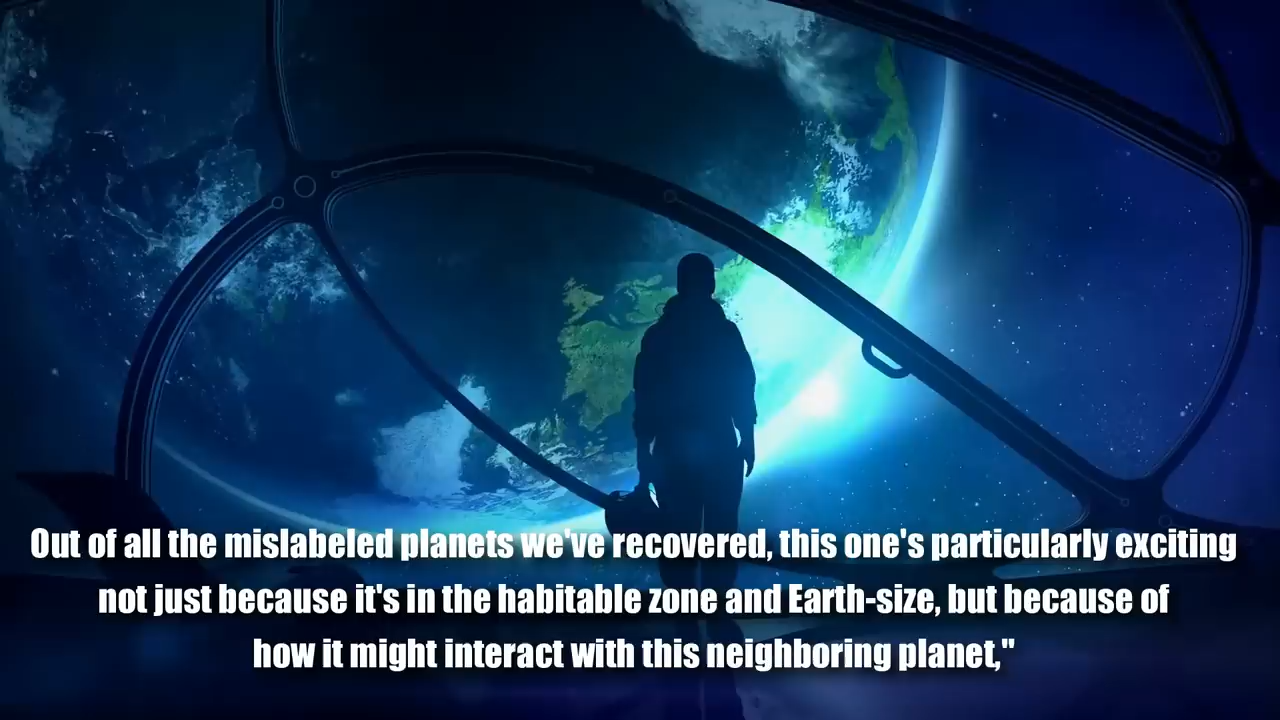 Out of all the mislabeled planets we've recovered, this one's particularly exciting
not just because it's in the habitable zone and Earth-size, but because of
how it might interact with this neighboring planet,"